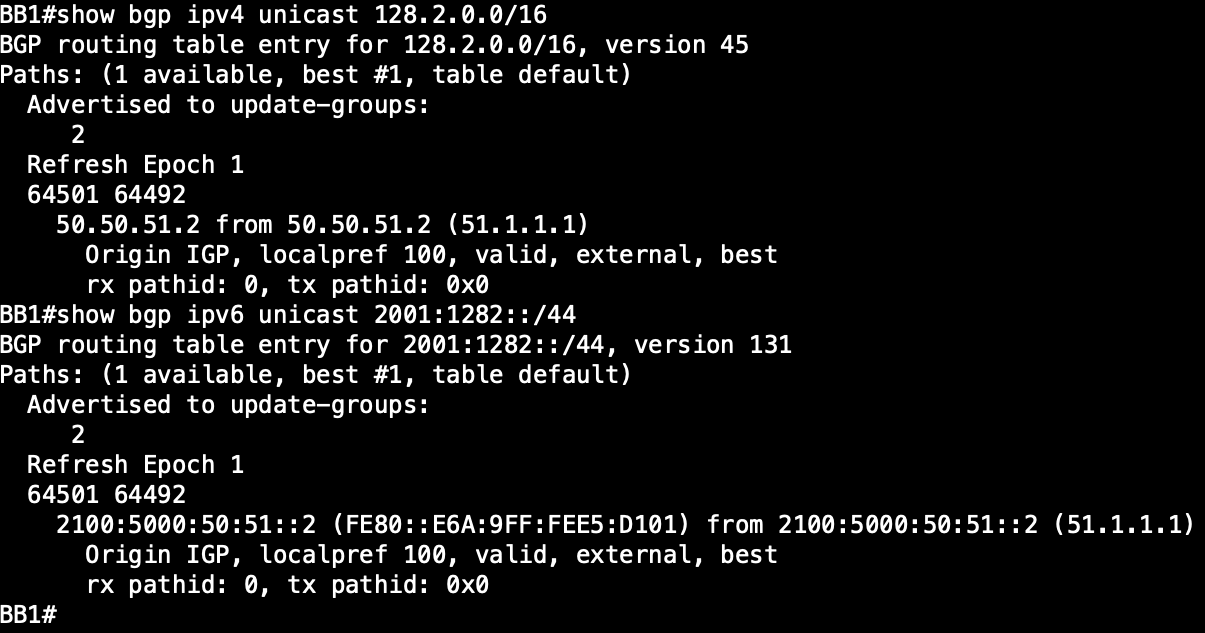 BB1#show bgp ipv4 unicast 128.2.0.0/16
BGP routing table entry for 128.2.0.0/16, version 45
Paths: (1 available, best #1, table default)
  Advertised to update-groups:
     2
  Refresh Epoch 1
  64501 64492
    50.50.51.2 from 50.50.51.2 (51.1.1.1)
      Origin IGP, localpref 100, valid, external, best
      rx pathid: 0, tx pathid: 0x0
BB1#show bgp ipv6 unicast 2001:1282::/44
BGP routing table entry for 2001:1282::/44, version 131
Paths: (1 available, best #1, table default)
  Advertised to update-groups:
     2
  Refresh Epoch 1
  64501 64492
    2100:5000:50:51::2 (FE80::E6A:9FF:FEE5:D101) from 2100:5000:50:51::2 (51.1.1.1)
      Origin IGP, localpref 100, valid, external, best
      rx pathid: 0, tx pathid: 0x0
BB1#